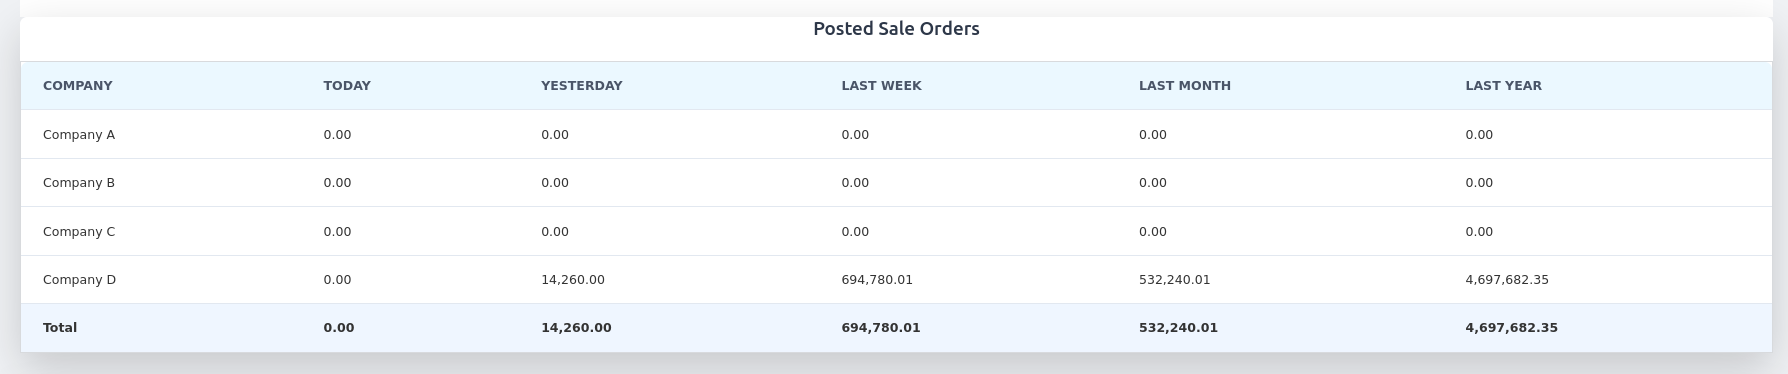 Posted Sale Orders
COMPANY TODAY YESTERDAY LAST WEEK LAST MONTH LAST YEAR
Company A 0.00 0.00 0.00 0.00 0.00
Company B 0.00 0.00 0.00 0.00 0.00
Company C 0.00 0.00 0.00 0.00 0.00
Company D 0.00 14,260.00 694,780.01 532,240.01 4,697,682.35
Total 0.00 14,260.00 694,780.01 532,240.01 4,697,682.35